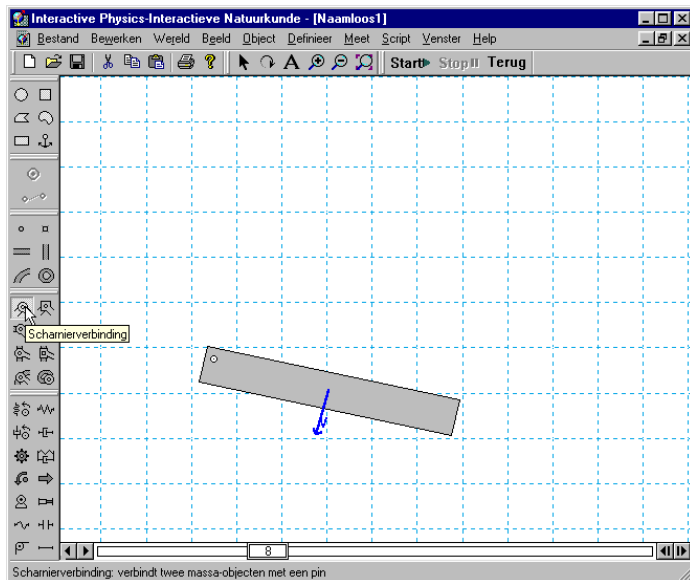 Interactive Physics-Interactieve Natuurkunde - [Naamloos1]
Bestand Bewerken Wereld Beeld Object Definieer Meet Script Venster Help
A Start Stop Terug
Scharnierverbinding
V
8
Scharnierverbinding: verbindt twee massa-objecten met een pin